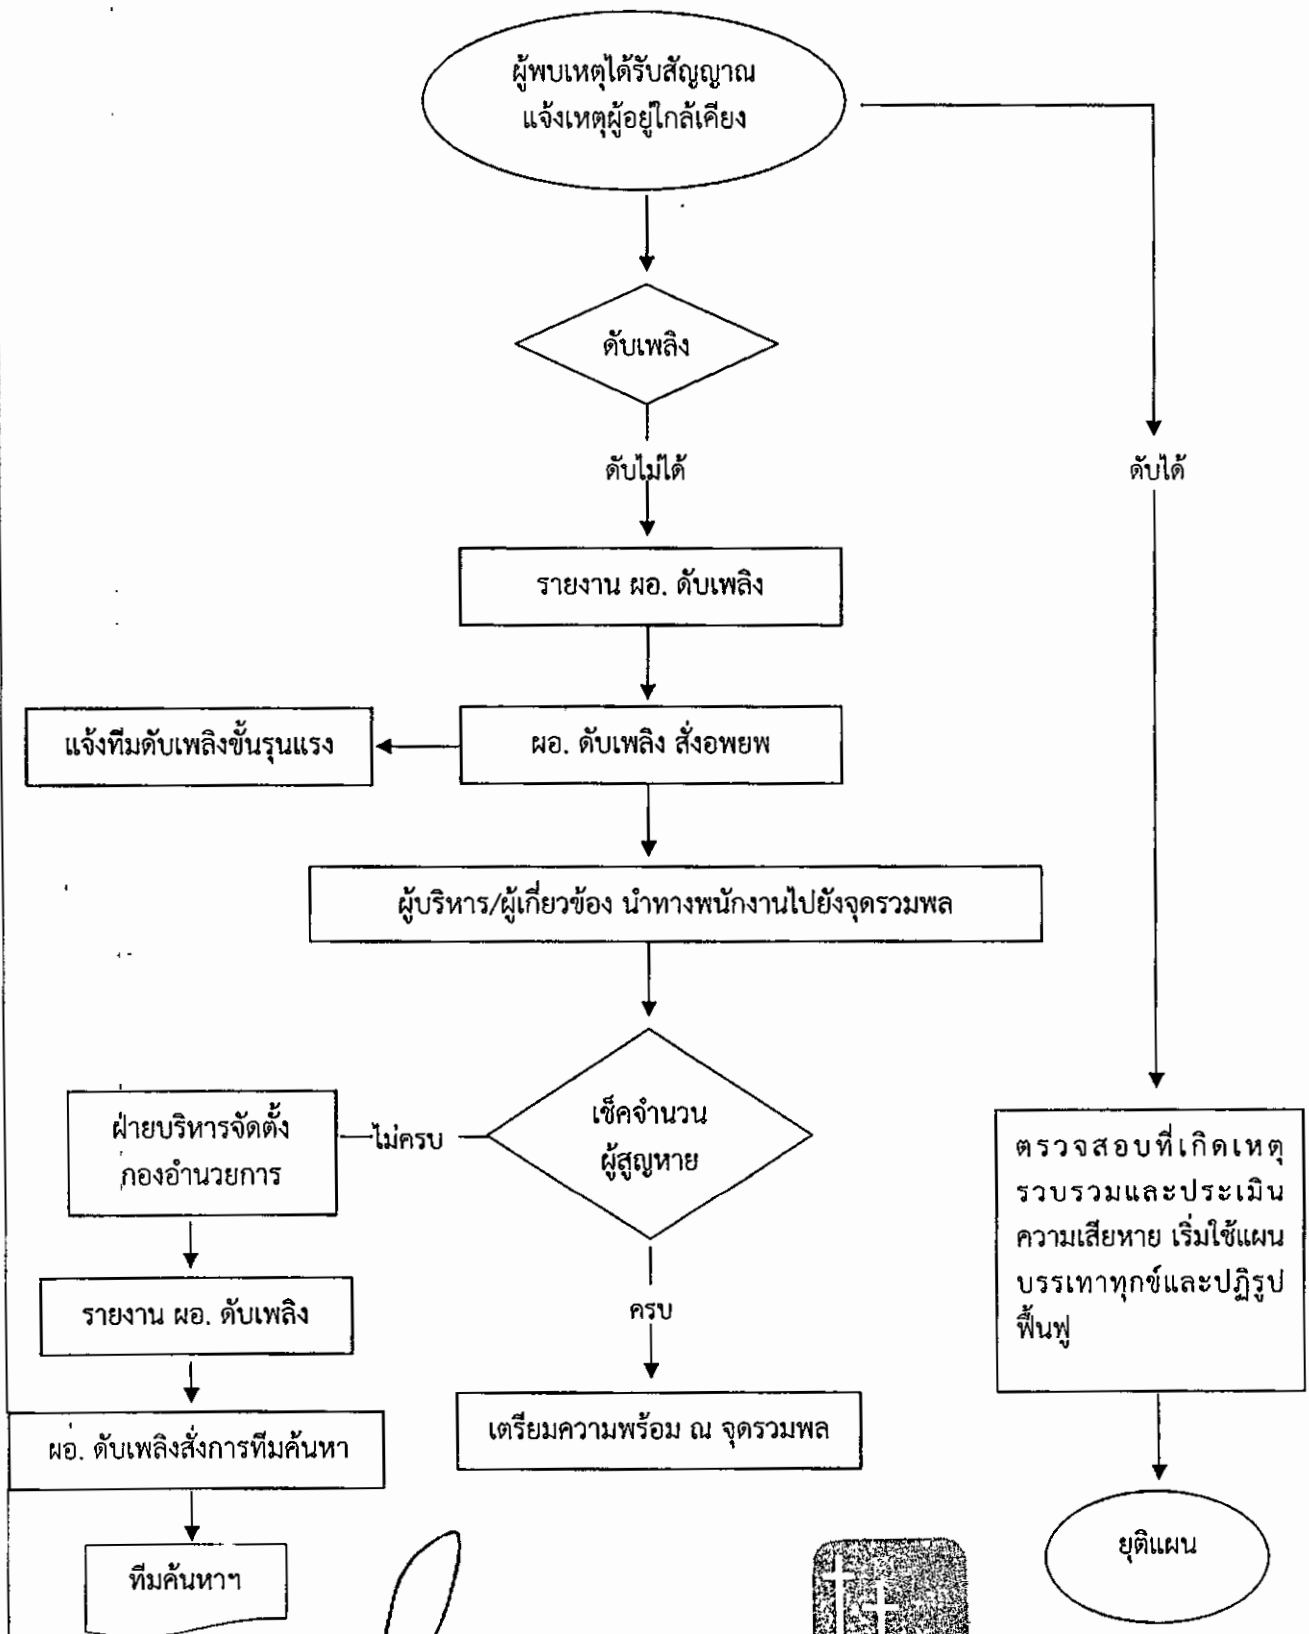 ผู้พบเหตุได้รับสัญญาณ
แจ้งเหตุผู้อยู่ใกล้เคียง
ดับเพลิง
ดับไม่ได้
ดับได้
รายงาน ผอ. ดับเพลิง
แจ้งทีมดับเพลิงขั้นรุนแรง
ผอ. ดับเพลิง สั่งอพยพ
ผู้บริหาร/ผู้เกี่ยวข้อง นำทางพนักงานไปยังจุดรวมพล
เช็คจำนวน
ผู้สูญหาย
ไม่ครบ
ฝ่ายบริหารจัดตั้ง
กองอำนวยการ
ครบ
รายงาน ผอ. ดับเพลิง
ผอ. ดับเพลิงสั่งการทีมค้นหา
ทีมค้นหาฯ
เตรียมความพร้อม ณ จุดรวมพล
ตรวจสอบที่เกิดเหตุ
รวบรวมและประเมิน
ความเสียหาย เริ่มใช้แผน
บรรเทาทุกข์และปฏิรูป
ฟื้นฟู
ยุติแผน